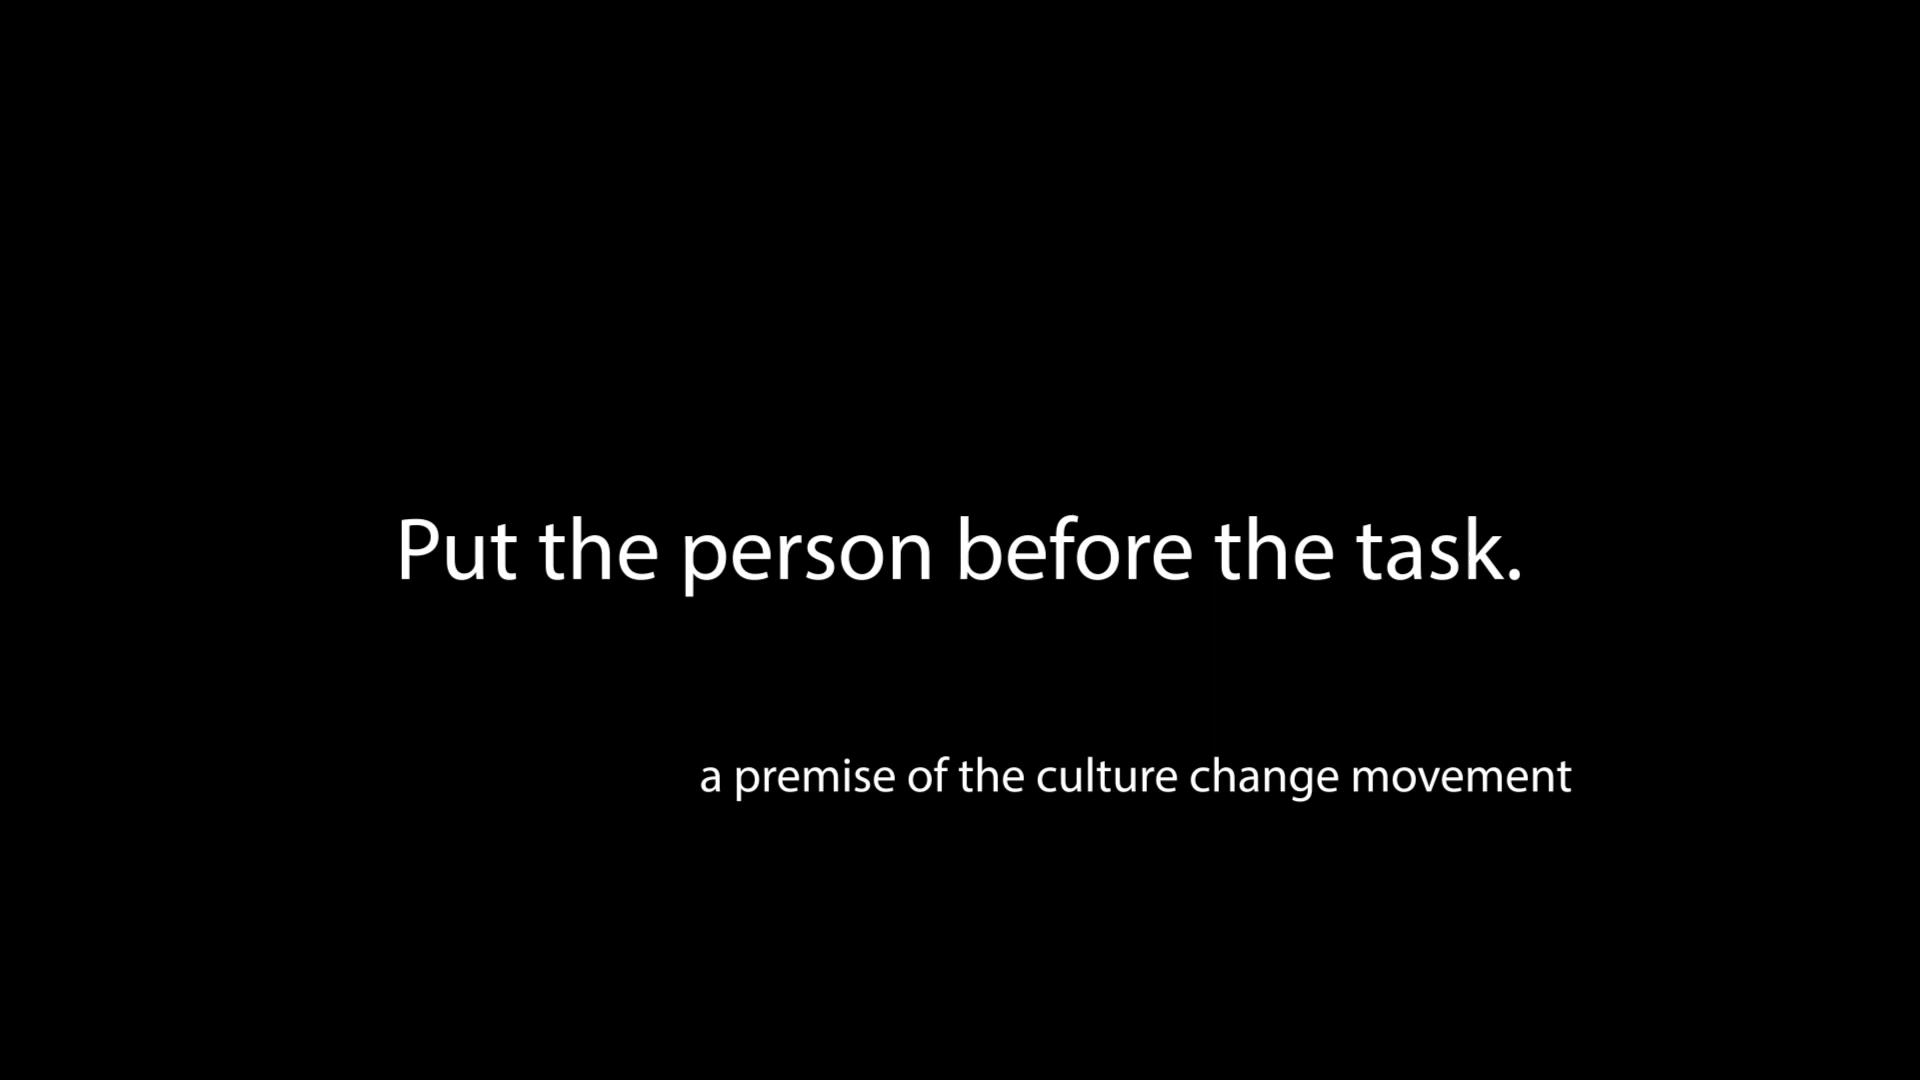 Put the person before the task.
a premise of the culture change movement